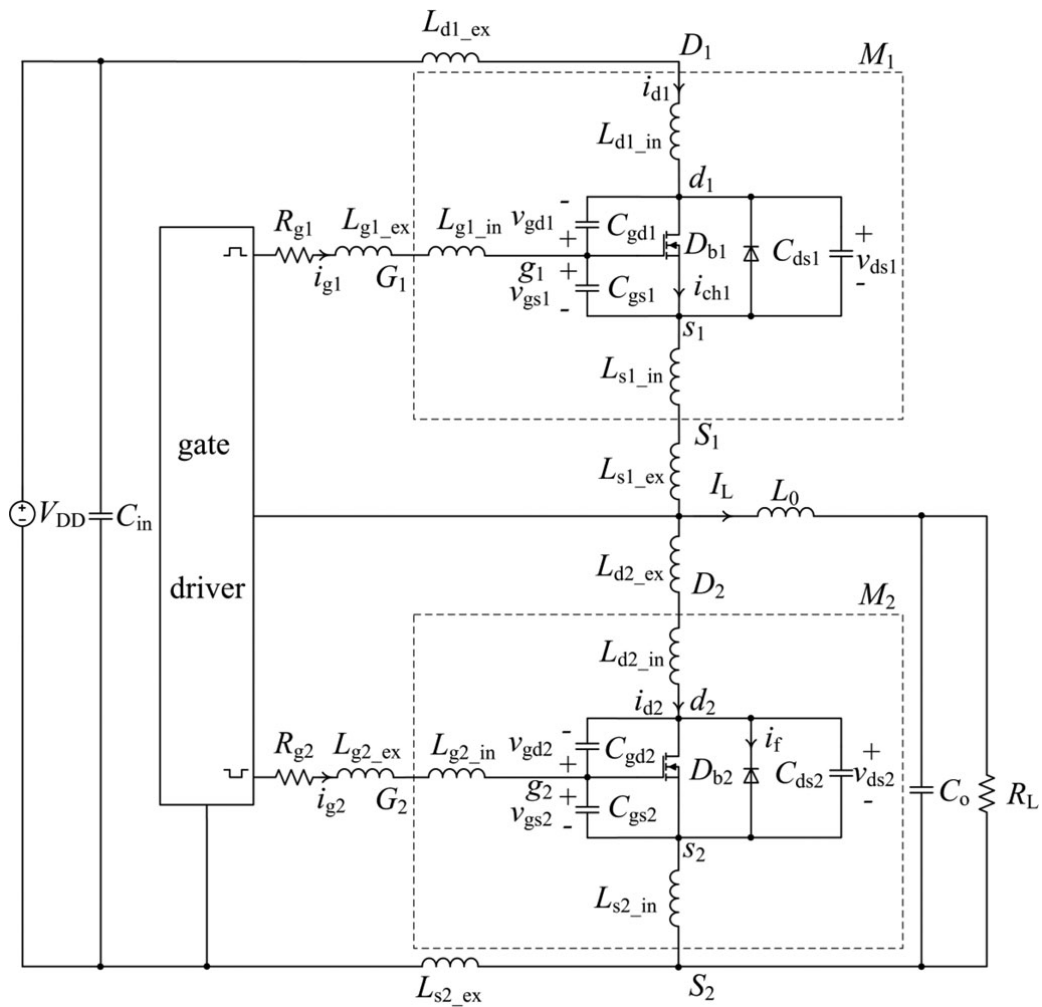 L_d1_ex
D_1
M_1
i_d1
L_d1_in
d_1
- v_gd1 +
C_gd1
R_g1
L_g1_ex
L_g1_in
i_g1
G_1
g_1
D_b1
C_ds1
+ v_ds1 -
+ v_gs1 -
C_gs1
i_ch1
s_1
L_s1_in
S_1
gate
driver
L_s1_ex
I_L
L_0
V_DD
C_in
L_d2_ex
D_2
M_2
L_d2_in
i_d2
d_2
R_g2
L_g2_ex
L_g2_in
- v_gd2 +
C_gd2
i_f
i_g2
G_2
g_2
D_b2
C_ds2
+ v_ds2 -
+ v_gs2 -
C_gs2
C_o
R_L
s_2
L_s2_in
L_s2_ex
S_2